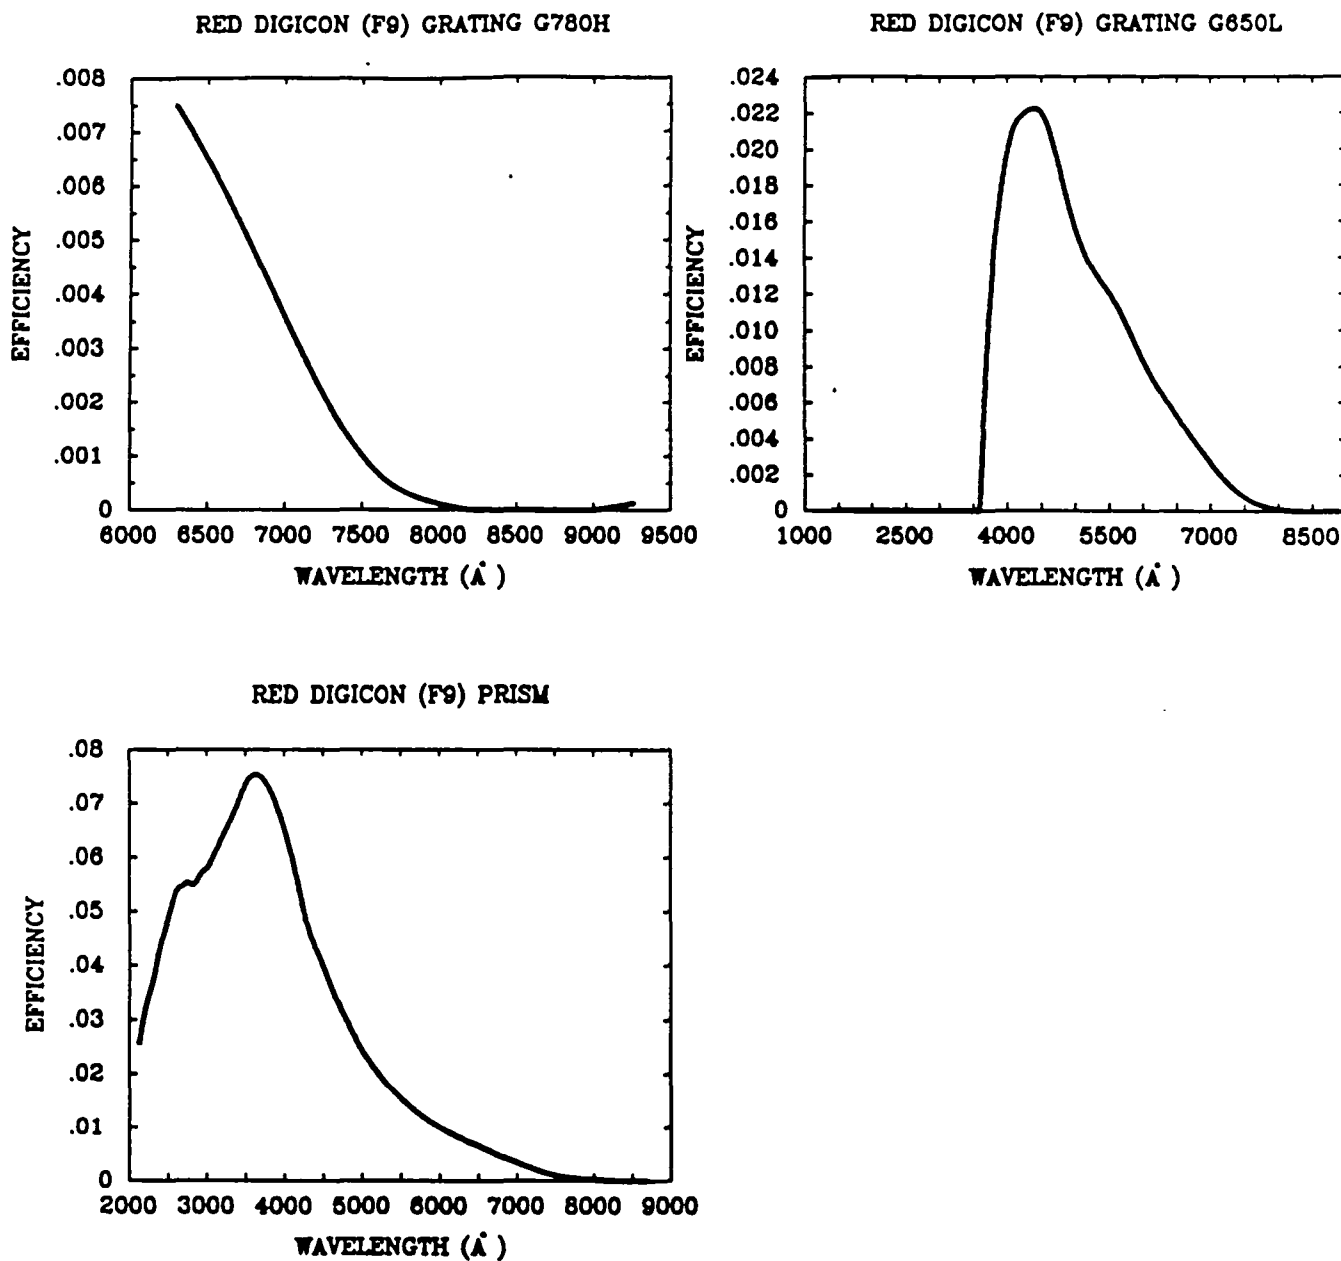 RED DIGICON (F9) GRATING G780H
.008
.007
.006
.005
.004
.003
.002
.001
0
EFFICIENCY
6000 6500 7000 7500 8000 8500 9000 9500
WAVELENGTH (Å)
RED DIGICON (F9) GRATING G650L
.024
.022
.020
.018
.016
.014
.012
.010
.008
.006
.004
.002
0
EFFICIENCY
1000 2500 4000 5500 7000 8500
WAVELENGTH (Å)
RED DIGICON (F9) PRISM
.08
.07
.06
.05
.04
.03
.02
.01
0
EFFICIENCY
2000 3000 4000 5000 6000 7000 8000 9000
WAVELENGTH (Å)